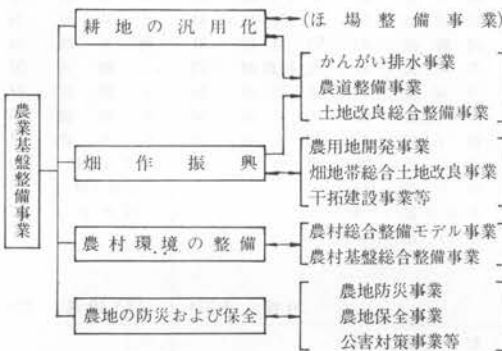 農業基盤整備事業
耕地の汎用化
(ほ場整備事業)
かんがい排水事業
農道整備事業
土地改良総合整備事業
畑作振興
農用地開発事業
畑地帯総合土地改良事業
干拓建設事業等
農村環境の整備
農村総合整備モデル事業
農村基盤総合整備事業
農地の防災および保全
農地防災事業
農地保全事業
公害対策事業等